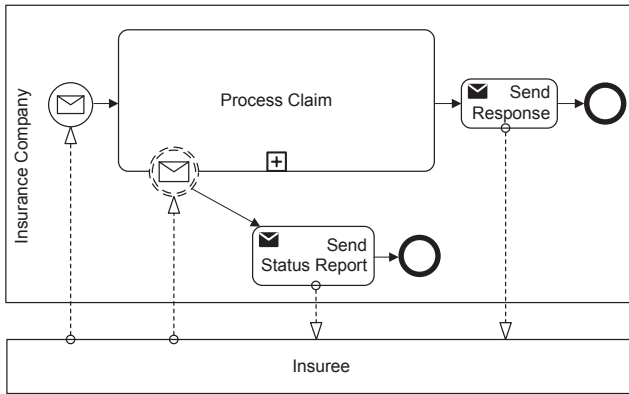 Insurance Company
Process Claim
Send
Response
Send
Status Report
Insuree